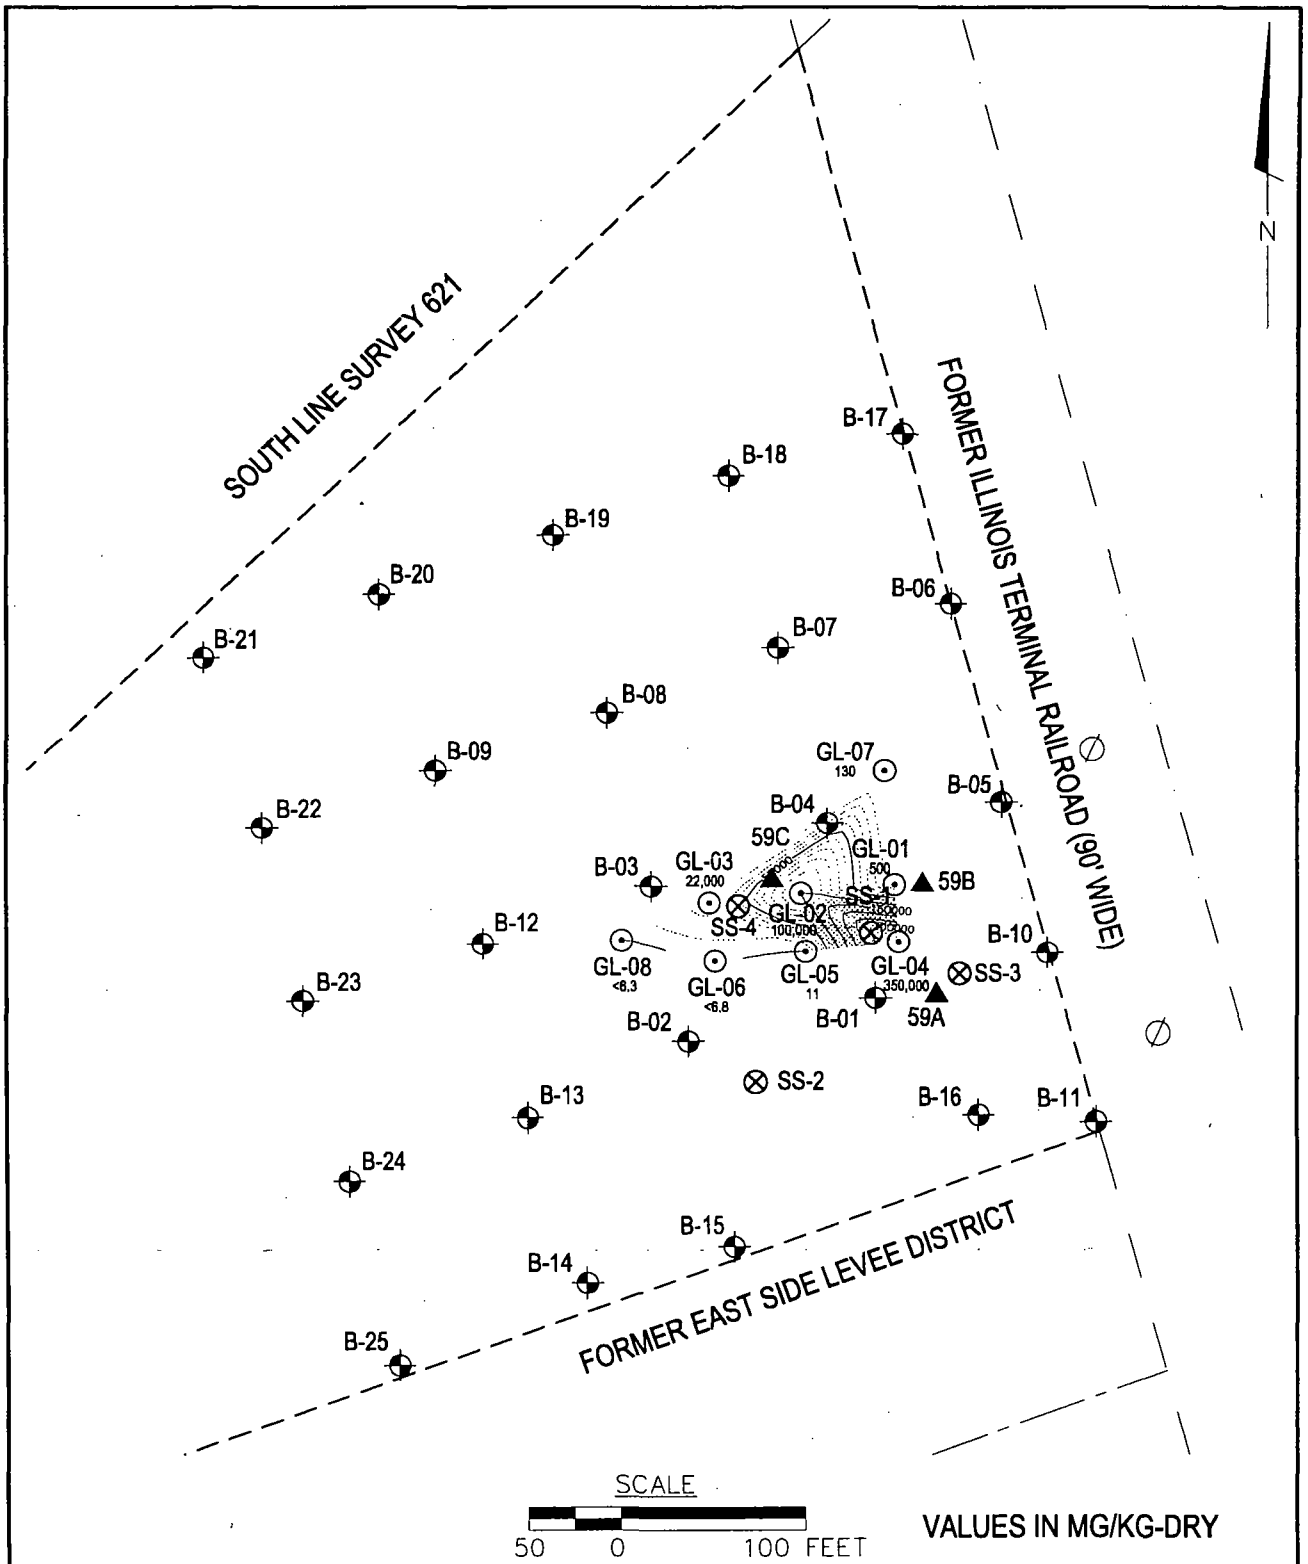 N
SOUTH LINE SURVEY 621
FORMER ILLINOIS TERMINAL RAILROAD (90' WIDE)
B-17
B-18
B-19
B-20
B-06
B-21
B-07
B-08
B-09
GL-07
130
B-05
B-04
B-22
59C
GL-01
500
B-03
GL-03
22,000
59B
SS-1
GL-02
100,000
SS-4
B-12
B-10
GL-08
<6.3
GL-06
<6.8
GL-05
11
GL-04
350,000
SS-3
B-23
B-01
59A
B-02
SS-2
B-13
B-16
B-11
B-24
B-15
B-14
FORMER EAST SIDE LEVEE DISTRICT
B-25
SCALE
50 0 100 FEET
VALUES IN MG/KG-DRY